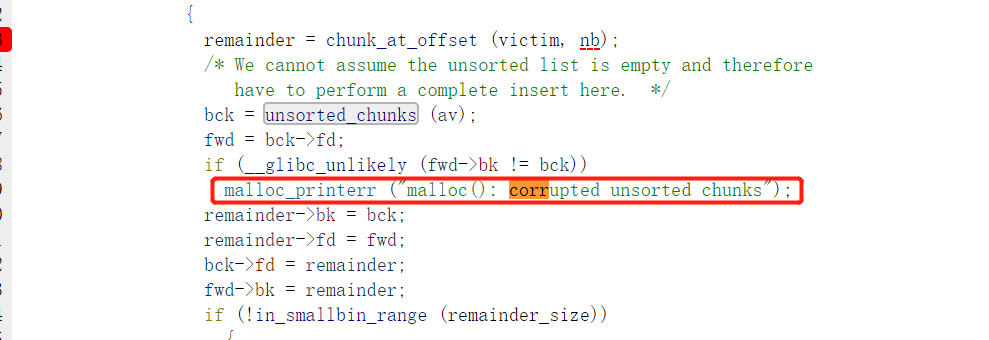 {
remainder = chunk_at_offset (victim, nb);
/* We cannot assume the unsorted list is empty and therefore
have to perform a complete insert here.  */
bck = unsorted_chunks (av);
fwd = bck->fd;
if (__glibc_unlikely (fwd->bk != bck))
malloc_printerr ("malloc(): corrupted unsorted chunks");
remainder->bk = bck;
remainder->fd = fwd;
bck->fd = remainder;
fwd->bk = remainder;
if (!in_smallbin_range (remainder_size))
{